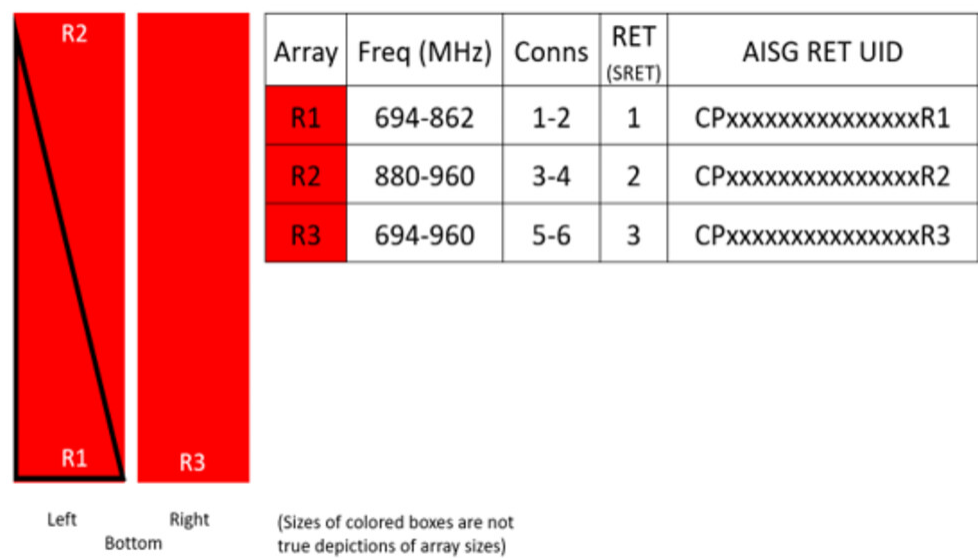 R2
R1
R3
Left
Right
Bottom
Array Freq (MHz) Conns RET (SRET) AISG RET UID
R1 694-862 1-2 1 CPxxxxxxxxxxxxxxxR1
R2 880-960 3-4 2 CPxxxxxxxxxxxxxxxR2
R3 694-960 5-6 3 CPxxxxxxxxxxxxxxxR3
(Sizes of colored boxes are not
true depictions of array sizes)